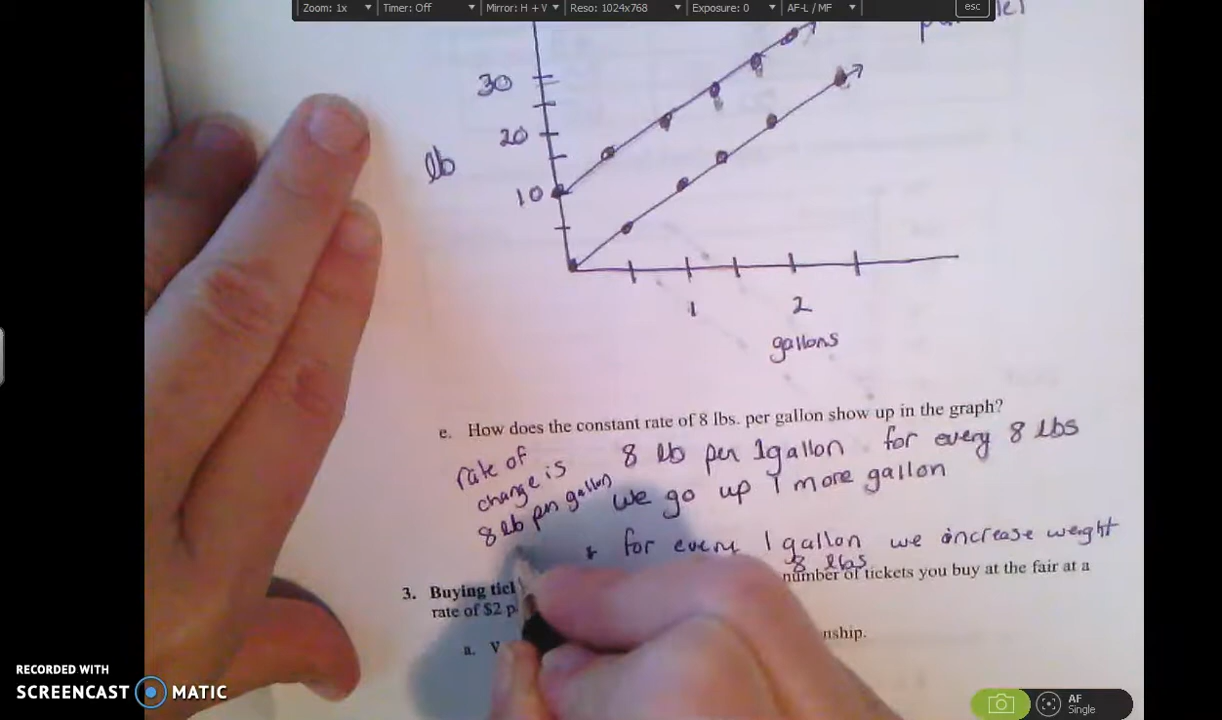 Zoom: 1x Timer: Off Mirror: H + V Reso: 1024x768 Exposure: 0 AF-L / MF esc
30
20
lb
10
1 2
gallons
e. How does the constant rate of 8 lbs. per gallon show up in the graph?
rate of
change is
8 lb per gallon
8 lb per 1gallon for every 8 lbs
we go up 1 more gallon
+ for every 1 gallon we increase weight
8 lbs
3. Buying number of tickets you buy at the fair at a
rate of $2
a.
RECORDED WITH
SCREENCAST MATIC
AF
Single